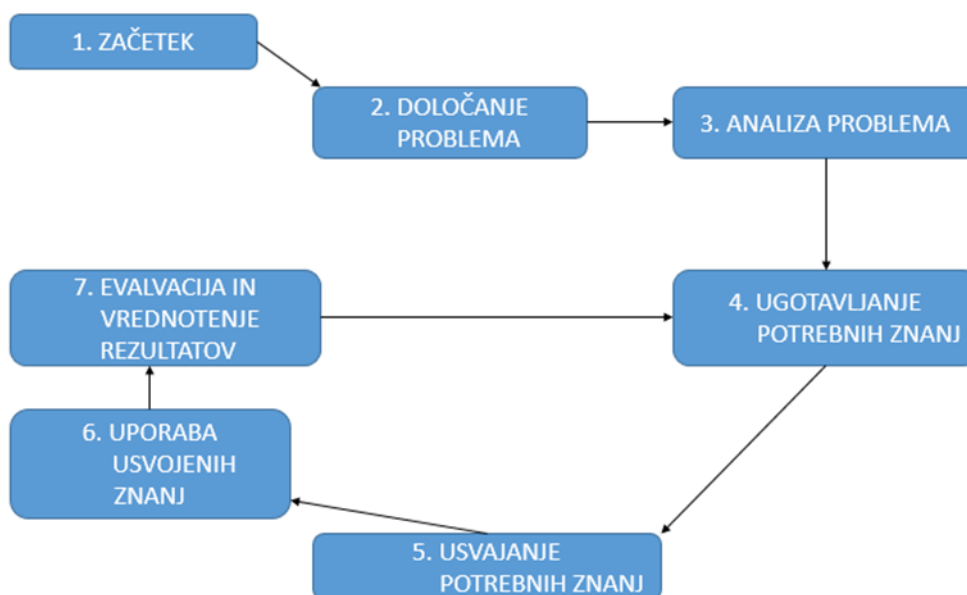 1. ZAČETEK
2. DOLOČANJE
PROBLEMA
3. ANALIZA PROBLEMA
4. UGOTAVLJANJE
POTREBNIH ZNANJ
5. USVAJANJE
POTREBNIH ZNANJ
6. UPORABA
USVOJENIH
ZNANJ
7. EVALVACIJA IN
VREDNOTENJE
REZULTATOV